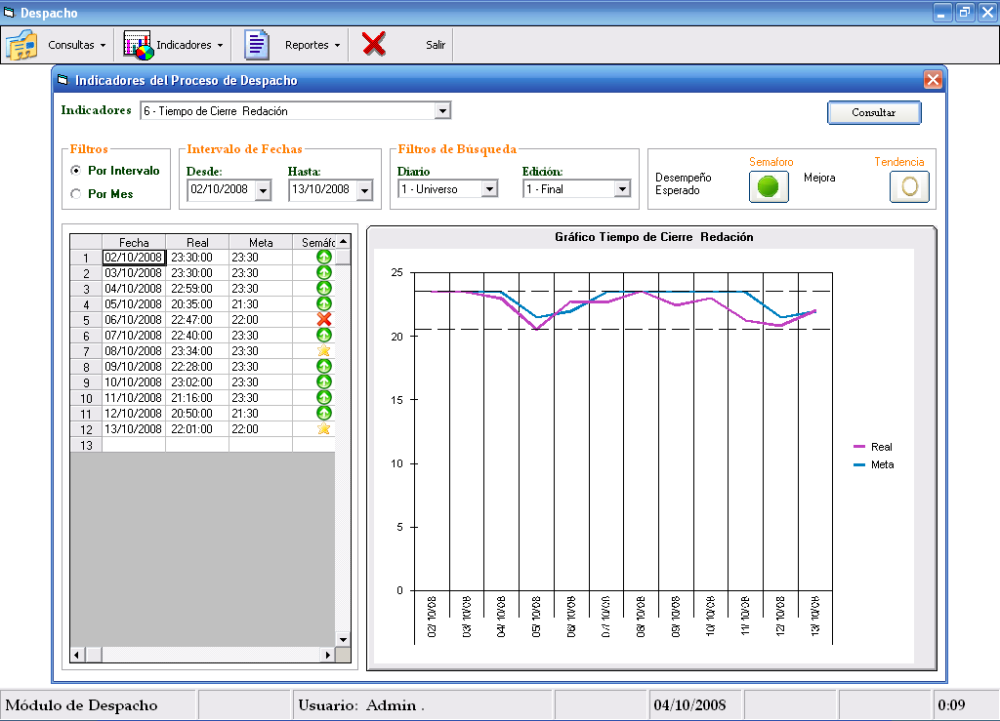 Despacho
Consultas Indicadores Reportes Salir
Indicadores del Proceso de Despacho
Indicadores 6 - Tiempo de Cierre Redación Consultar
Filtros Intervalo de Fechas Filtros de Búsqueda
Semaforo Tendencia
Por Intervalo Desde: Hasta: Diario Edición: Desempeño Esperado Mejora
Por Mes 02/10/2008 13/10/2008 1 - Universo 1 - Final
Fecha Real Meta Semáfc
1 02/10/2008 23:30:00 23:30
2 03/10/2008 23:30:00 23:30
3 04/10/2008 22:59:00 23:30
4 05/10/2008 20:35:00 21:30
5 06/10/2008 22:47:00 22:00
6 07/10/2008 22:40:00 23:30
7 08/10/2008 23:34:00 23:30
8 09/10/2008 22:28:00 23:30
9 10/10/2008 23:02:00 23:30
10 11/10/2008 21:16:00 23:30
11 12/10/2008 20:50:00 21:30
12 13/10/2008 22:01:00 22:00
13
Gráfico Tiempo de Cierre Redación
25
20
15
10
5
0
02/10/08 03/10/08 04/10/08 05/10/08 06/10/08 07/10/08 08/10/08 09/10/08 10/10/08 11/10/08 12/10/08 13/10/08
Real
Meta
Módulo de Despacho Usuario: Admin . 04/10/2008 0:09